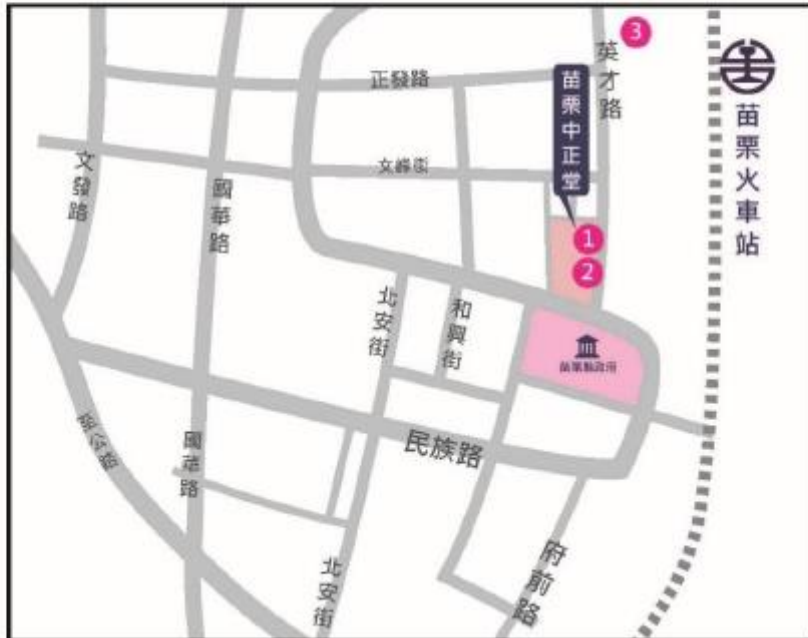 3
英才路
正發路
苗栗中正堂
苗栗火車站
文峰街
文發路
國華路
1
2
北安街
和興街
苗栗縣政府
民族路
國華路
北安街
府前路